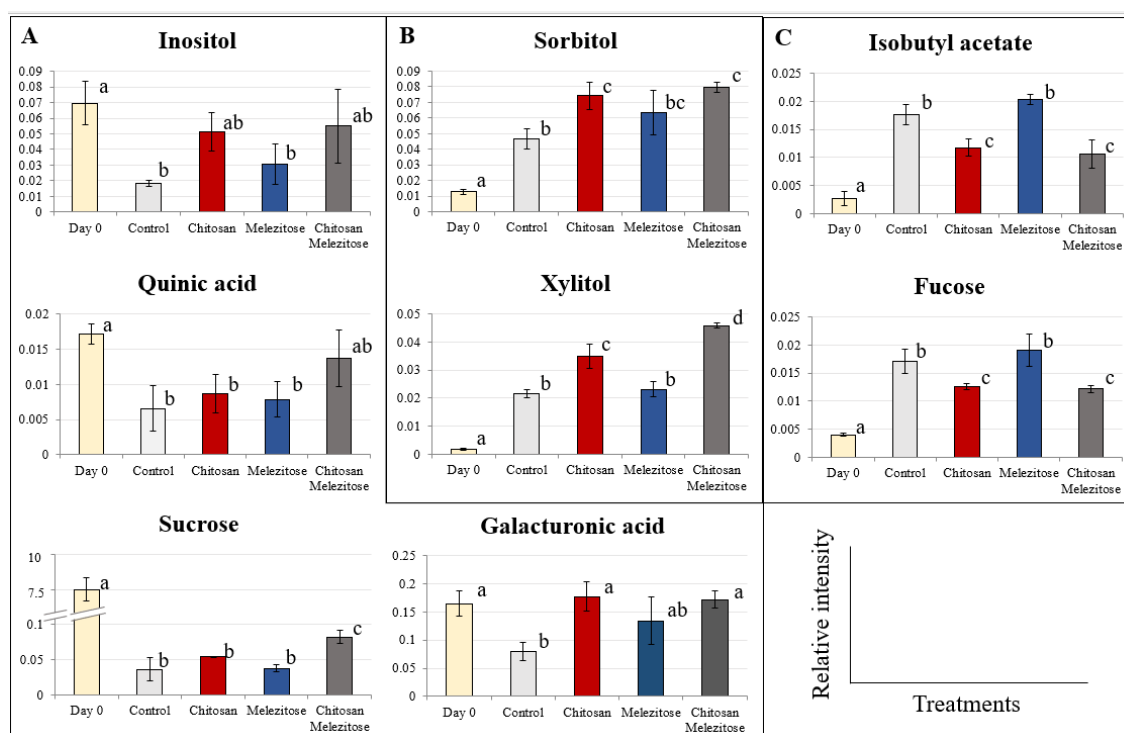 A
Inositol
0.09
0.08
0.07
0.06
0.05
0.04
0.03
0.02
0.01
0
a
b
ab
b
ab
Day 0 Control Chitosan Melezitose Chitosan
Melezitose
Quinic acid
0.02
0.015
0.01
0.005
0
a
b
b
b
ab
Day 0 Control Chitosan Melezitose Chitosan
Melezitose
Sucrose
10
7.5
0.1
0.05
0
a
b
b
b
c
Day 0 Control Chitosan Melezitose Chitosan
Melezitose
B
Sorbitol
0.09
0.08
0.07
0.06
0.05
0.04
0.03
0.02
0.01
0
a
b
c
bc
c
Day 0 Control Chitosan Melezitose Chitosan
Melezitose
Xylitol
0.05
0.04
0.03
0.02
0.01
0
a
b
c
b
d
Day 0 Control Chitosan Melezitose Chitosan
Melezitose
Galacturonic acid
0.25
0.2
0.15
0.1
0.05
0
a
b
a
ab
a
Day 0 Control Chitosan Melezitose Chitosan
Melezitose
C
Isobutyl acetate
0.025
0.02
0.015
0.01
0.005
0
a
b
c
b
c
Day 0 Control Chitosan Melezitose Chitosan
Melezitose
Fucose
0.025
0.02
0.015
0.01
0.005
0
a
b
c
b
c
Day 0 Control Chitosan Melezitose Chitosan
Melezitose
Relative intensity
Treatments